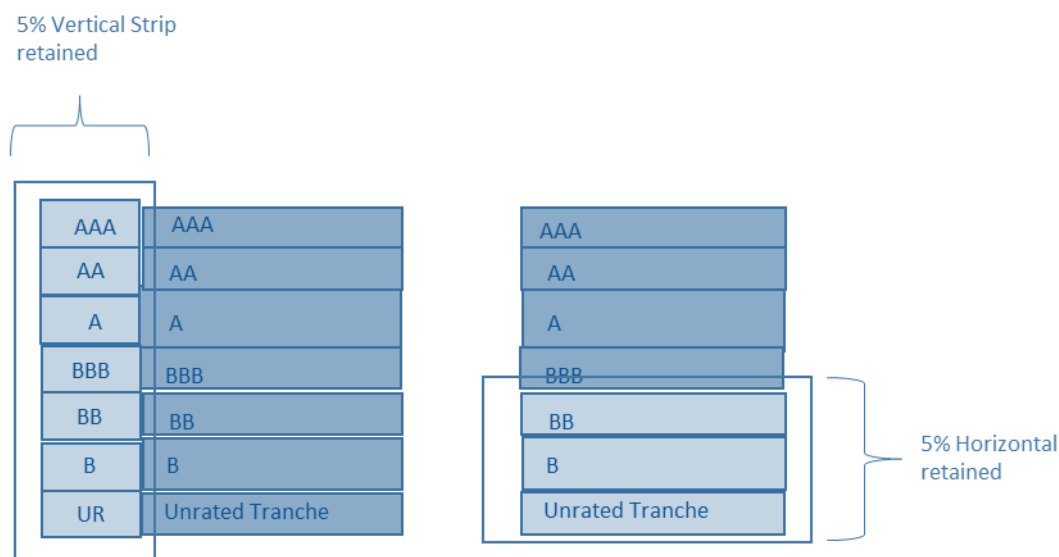 5% Vertical Strip
retained
AAA
AA
A
BBB
BB
B
UR
AAA
AA
A
BBB
BB
B
Unrated Tranche
AAA
AA
A
BBB
BB
B
Unrated Tranche
5% Horizontal
retained